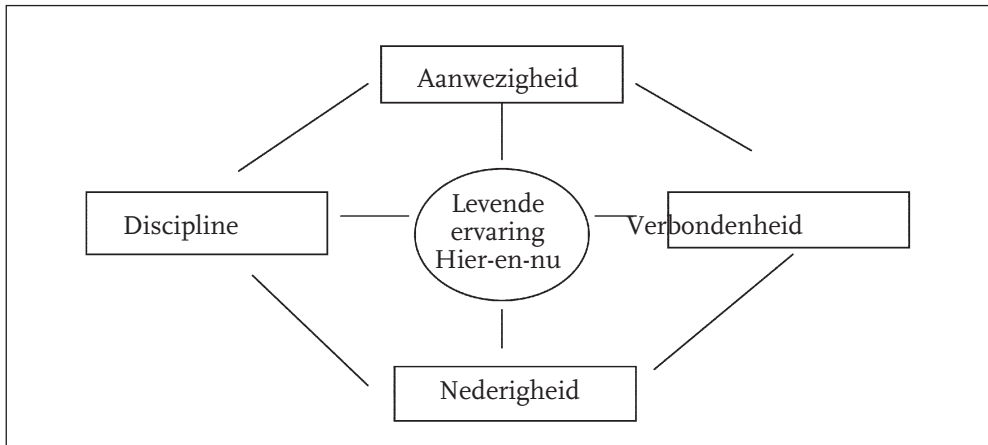 Aanwezigheid
Levende
ervaring
Hier-en-nu
Discipline
Verbondenheid
Nederigheid